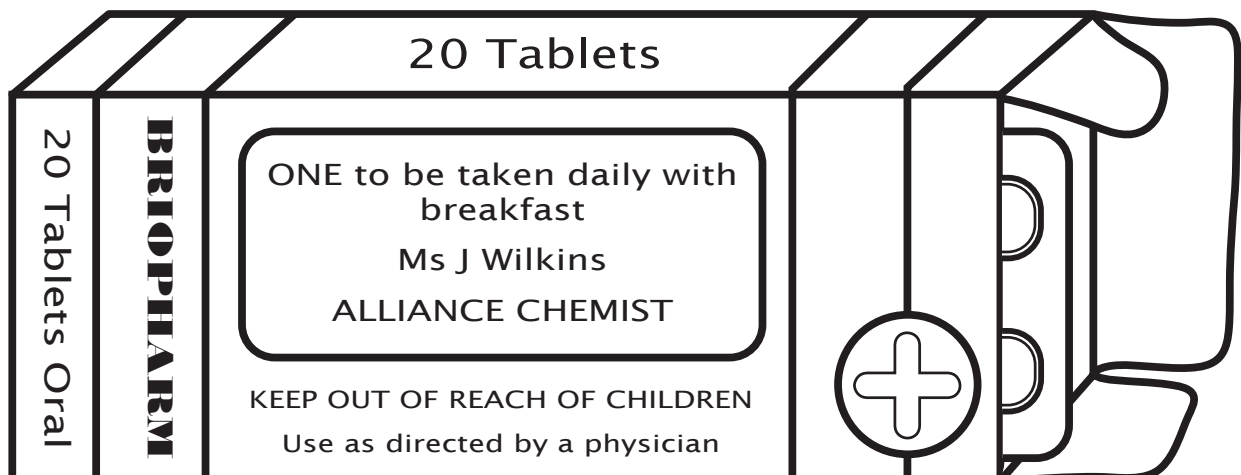 20 Tablets
20 Tablets Oral
BRIOPHARM
ONE to be taken daily with
breakfast
Ms J Wilkins
ALLIANCE CHEMIST
KEEP OUT OF REACH OF CHILDREN
Use as directed by a physician